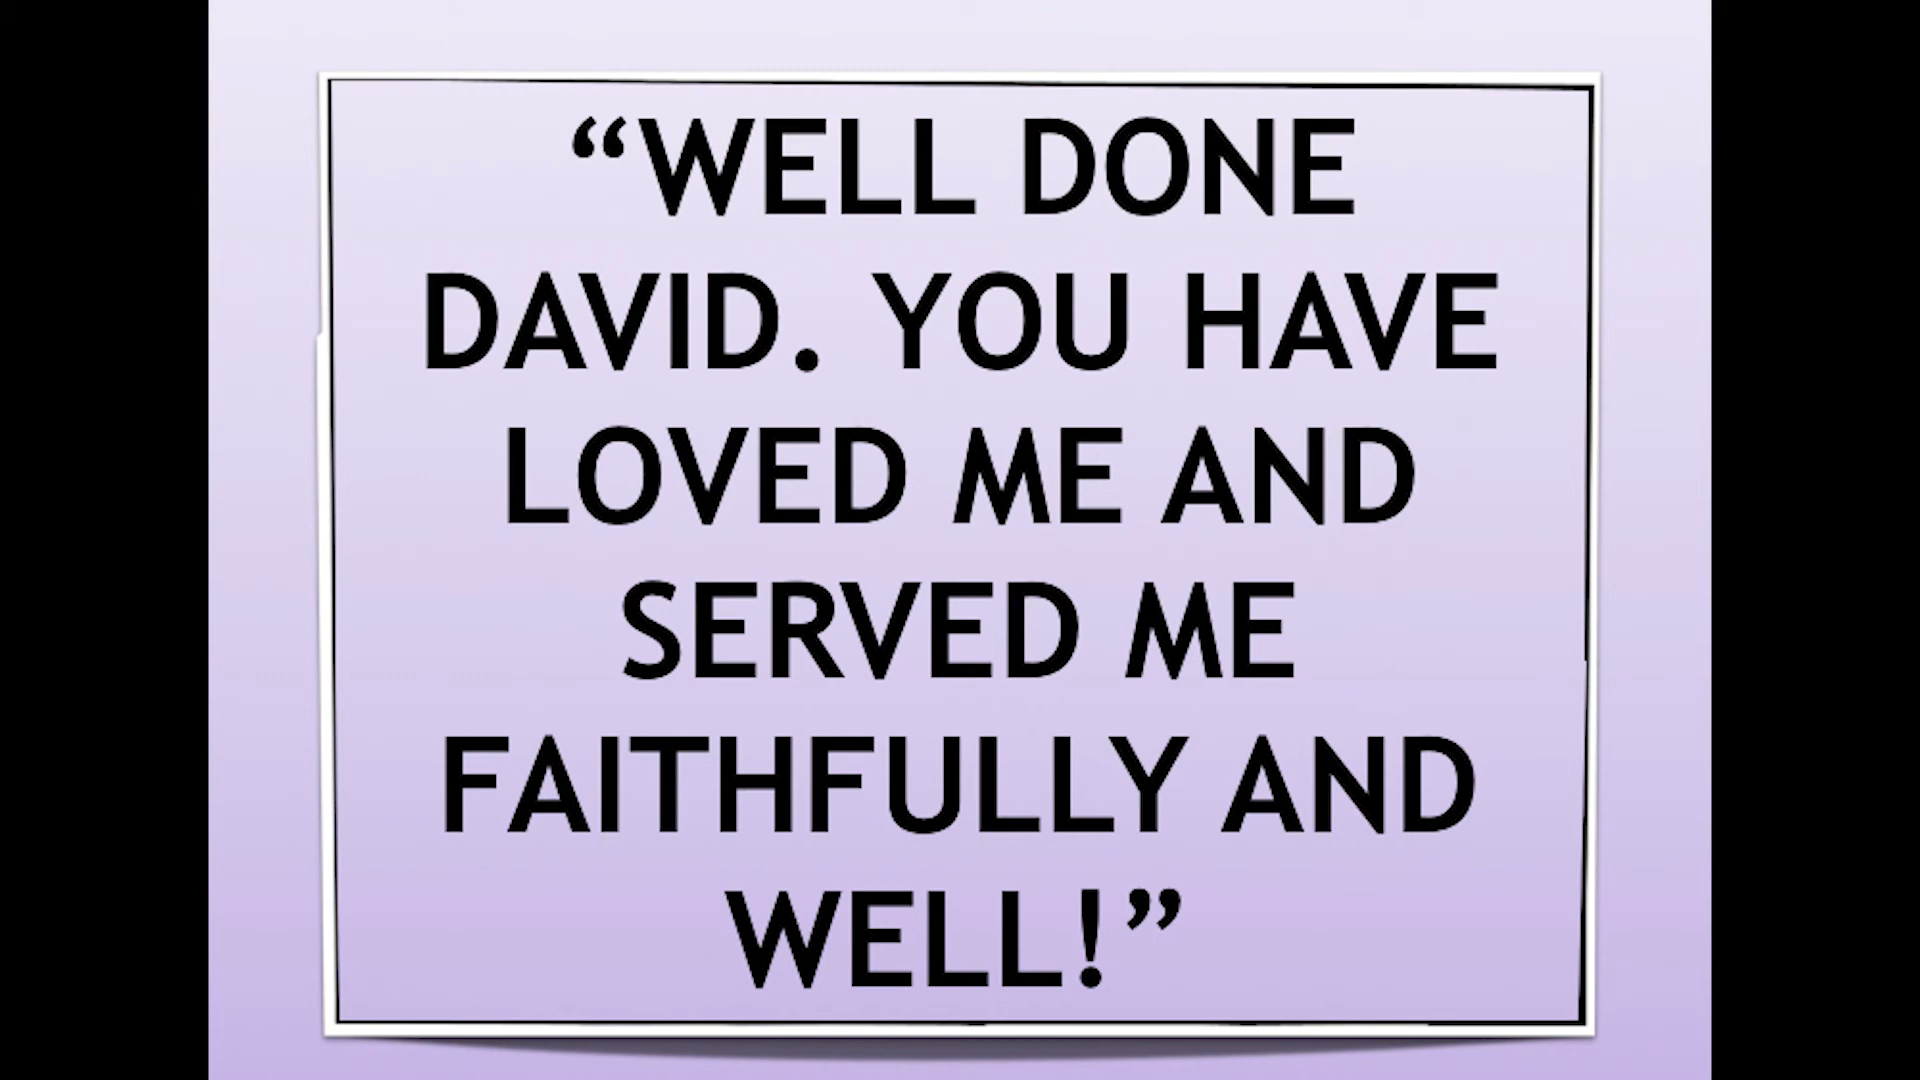 “WELL DONE
DAVID. YOU HAVE
LOVED ME AND
SERVED ME
FAITHFULLY AND
WELL!”